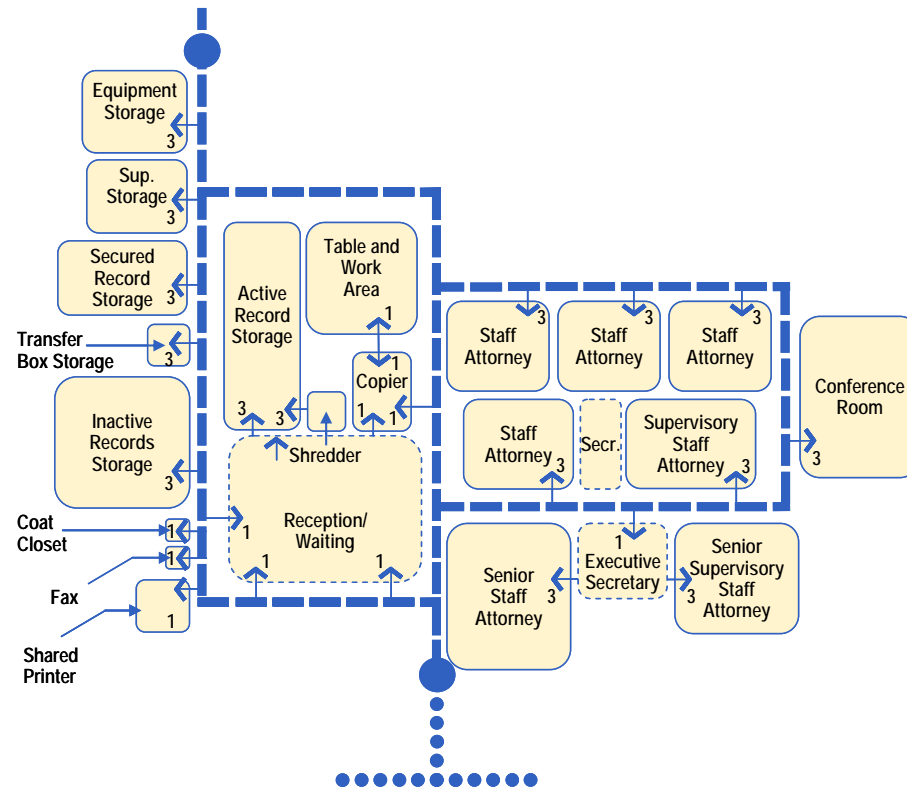 Equipment
Storage
3
Sup.
Storage
3
Secured
Record
Storage
3
Transfer
Box Storage
3
Inactive
Records
Storage
3
Coat
Closet
1
Fax
1
Shared
Printer
1
Active
Record
Storage
3
3
Table and
Work
Area
1
1
Copier
1
1
Shredder
Reception/
Waiting
1
1
1
Staff
Attorney
3
Staff
Attorney
3
Staff
Attorney
3
Staff
Attorney
3
Secr.
Supervisory
Staff
Attorney
3
Conference
Room
3
Senior
Staff
Attorney
3
1
Executive
Secretary
Senior
Supervisory
Staff
Attorney
3